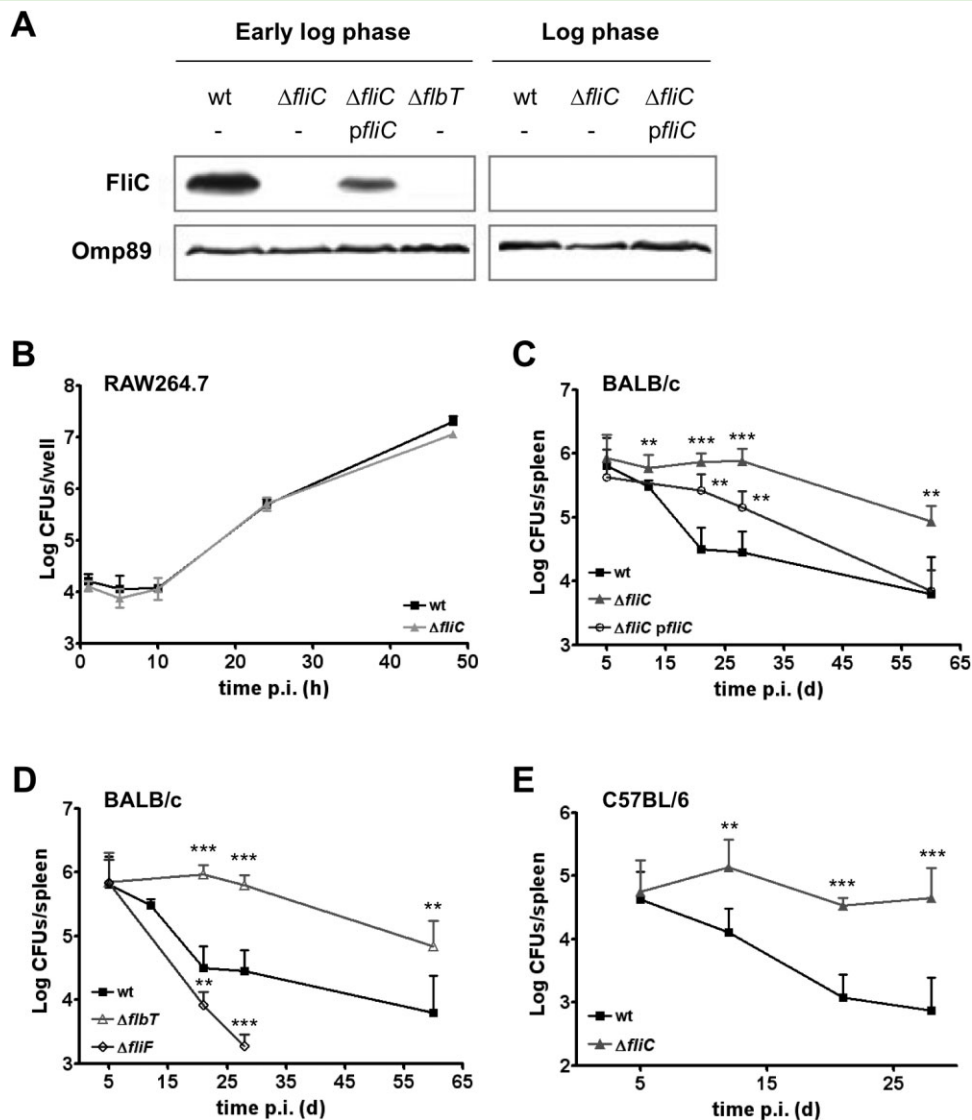 A
Early log phase Log phase
wt ΔfliC ΔfliC ΔflbT wt ΔfliC ΔfliC
- - pfliC - - - pfliC
FliC
Omp89
B
RAW264.7
8
7
6
5
4
3
Log CFUs/well
wt
ΔfliC
0 10 20 30 40 50
time p.i. (h)
C
BALB/c
7
6
5
4
3
Log CFUs/spleen
** *** *** **
** **
wt
ΔfliC
ΔfliC pfliC
5 15 25 35 45 55 65
time p.i. (d)
D
BALB/c
7
6
5
4
3
Log CFUs/spleen
*** *** **
** ***
wt
ΔflbT
ΔfliF
5 15 25 35 45 55 65
time p.i. (d)
E
C57BL/6
6
5
4
3
2
Log CFUs/spleen
** *** ***
wt
ΔfliC
5 15 25
time p.i. (d)